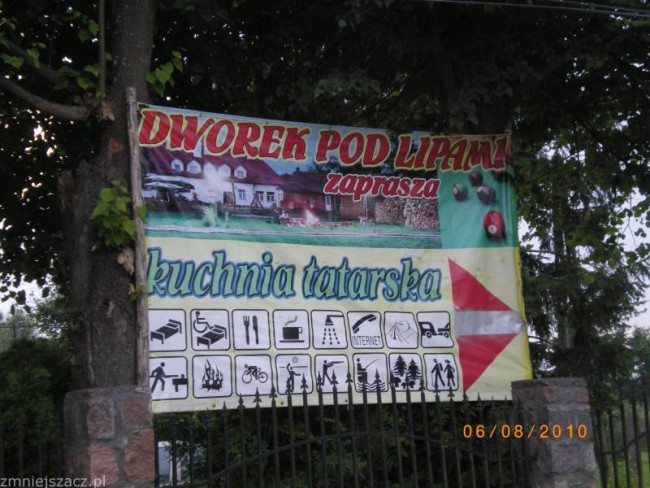 DWOREK POD LIPAMI
zaprasza
kuchnia tatarska
INTERNET
06/08/2010
zmniejszacz.pl